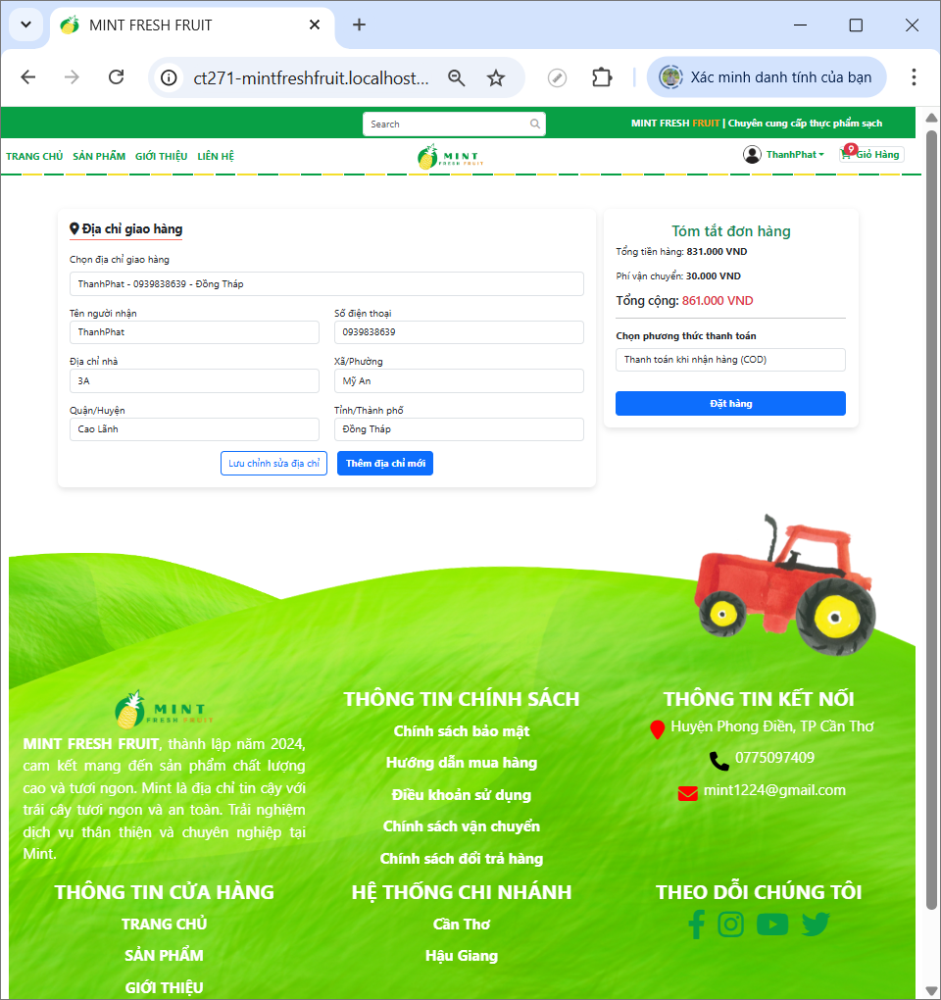 MINT FRESH FRUIT
ct271-mintfreshfruit.localhost...
Xác minh danh tính của bạn
Search
MINT FRESH FRUIT | Chuyên cung cấp thực phẩm sạch
TRANG CHỦ SẢN PHẨM GIỚI THIỆU LIÊN HỆ
MINT
FRESH FRUIT
ThanhPhat
9
Giỏ Hàng
Địa chỉ giao hàng
Chọn địa chỉ giao hàng
ThanhPhat - 0939838639 - Đồng Tháp
Tên người nhận
Số điện thoại
ThanhPhat
0939838639
Địa chỉ nhà
Xã/Phường
3A
Mỹ An
Quận/Huyện
Tỉnh/Thành phố
Cao Lãnh
Đồng Tháp
Lưu chỉnh sửa địa chỉ
Thêm địa chỉ mới
Tóm tắt đơn hàng
Tổng tiền hàng: 831.000 VND
Phí vận chuyển: 30.000 VND
Tổng cộng: 861.000 VND
Chọn phương thức thanh toán
Thanh toán khi nhận hàng (COD)
Đặt hàng
MINT
FRESH FRUIT
MINT FRESH FRUIT, thành lập năm 2024,
cam kết mang đến sản phẩm chất lượng
cao và tươi ngon. Mint là địa chỉ tin cậy với
trái cây tươi ngon và an toàn. Trải nghiệm
dịch vụ thân thiện và chuyên nghiệp tại
Mint.
THÔNG TIN CHÍNH SÁCH
Chính sách bảo mật
Hướng dẫn mua hàng
Điều khoản sử dụng
Chính sách vận chuyển
Chính sách đổi trả hàng
THÔNG TIN KẾT NỐI
Huyện Phong Điền, TP Cần Thơ
0775097409
mint1224@gmail.com
THÔNG TIN CỬA HÀNG
TRANG CHỦ
SẢN PHẨM
GIỚI THIỆU
HỆ THỐNG CHI NHÁNH
Cần Thơ
Hậu Giang
THEO DÕI CHÚNG TÔI